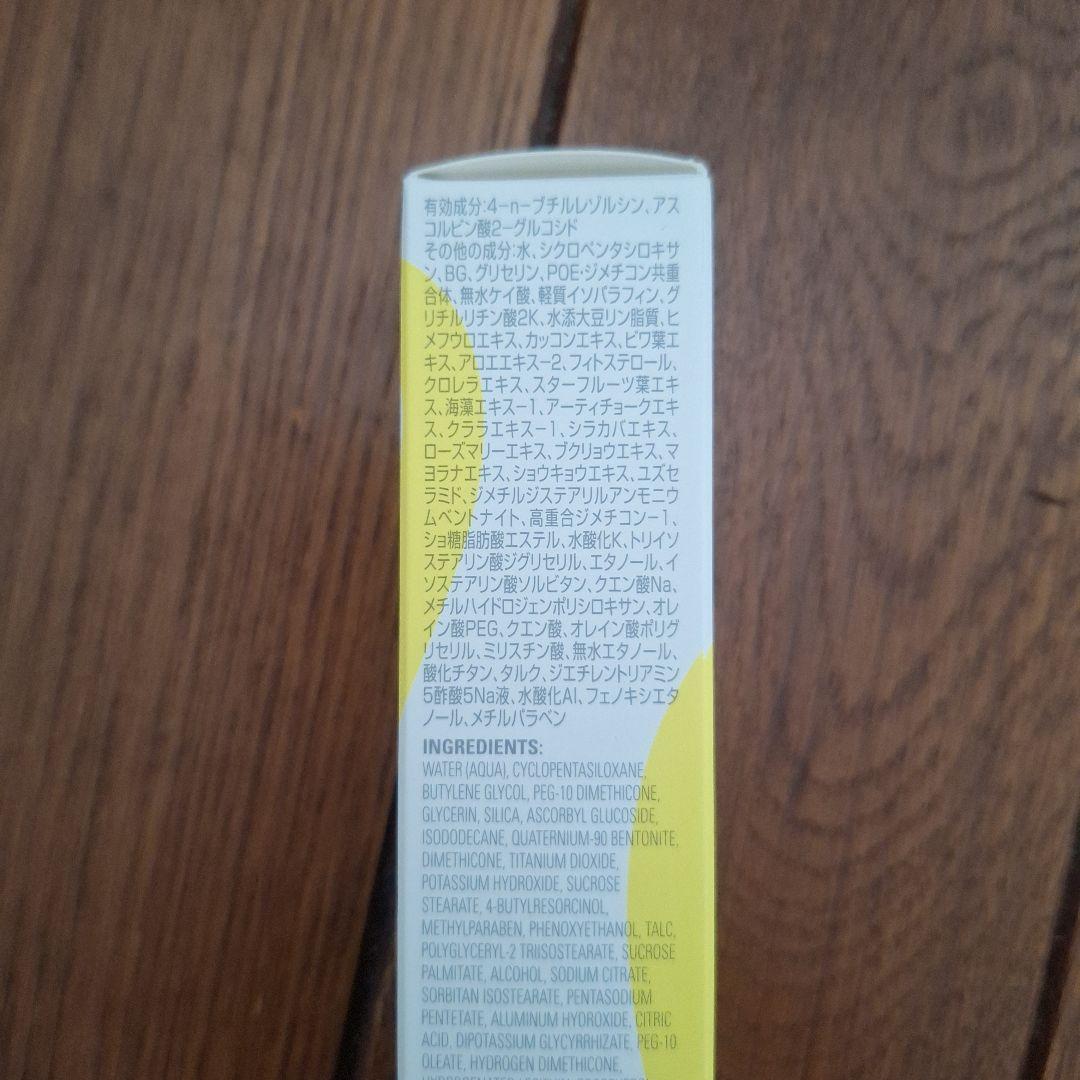 有効成分:4−n−ブチルレゾルシン、アス
コルビン酸2−グルコシド
その他の成分:水、シクロペンタシロキサ
ン、BG、グリセリン、POE・ジメチコン共重
合体、無水ケイ酸、軽質イソパラフィン、グ
リチルリチン酸2K、水添大豆リン脂質、ヒ
メフウロエキス、カッコンエキス、ビワ葉エ
キス、アロエエキス−2、フィトステロール、
クロレラエキス、スターフルーツ葉エキ
ス、海藻エキス−1、アーティチョークエキ
ス、クララエキス−1、シラカバエキス、
ローズマリーエキス、ブクリョウエキス、マ
ヨラナエキス、ショウキョウエキス、ユズセ
ラミド、ジメチルジステアリルアンモニウ
ムベントナイト、高重合ジメチコン−1、
ショ糖脂肪酸エステル、水酸化K、トリイソ
ステアリン酸ジグリセリル、エタノール、イ
ソステアリン酸ソルビタン、クエン酸Na、
メチルハイドロジェンポリシロキサン、オレ
イン酸PEG、クエン酸、オレイン酸ポリグ
リセリル、ミリスチン酸、無水エタノール、
酸化チタン、タルク、ジエチレントリアミン
5酢酸5Na液、水酸化Al、フェノキシエタ
ノール、メチルパラベン
INGREDIENTS:
WATER (AQUA), CYCLOPENTASILOXANE,
BUTYLENE GLYCOL, PEG-10 DIMETHICONE,
GLYCERIN, SILICA, ASCORBYL GLUCOSIDE,
ISODODECANE, QUATERNIUM-90 BENTONITE,
DIMETHICONE, TITANIUM DIOXIDE,
POTASSIUM HYDROXIDE, SUCROSE
STEARATE, 4-BUTYLRESORCINOL,
METHYLPARABEN, PHENOXYETHANOL, TALC,
POLYGLYCERYL-2 TRIISOSTEARATE, SUCROSE
PALMITATE, ALCOHOL, SODIUM CITRATE,
SORBITAN ISOSTEARATE, PENTASODIUM
PENTETATE, ALUMINUM HYDROXIDE, CITRIC
ACID, DIPOTASSIUM GLYCYRRHIZATE, PEG-10
OLEATE, HYDROGEN DIMETHICONE,